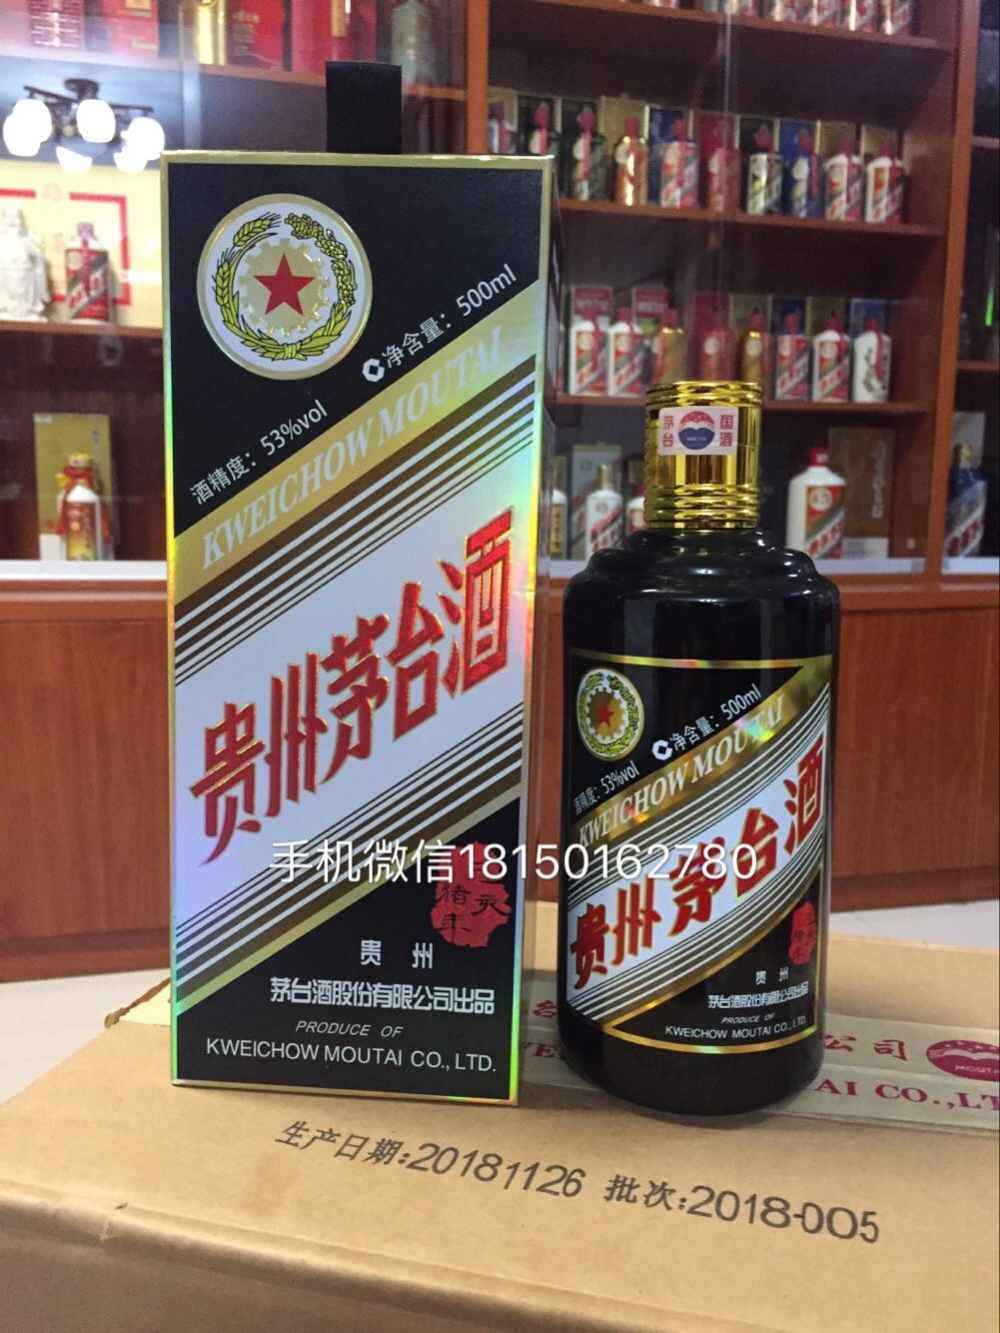 净含量：500ml
酒精度：53%vol
KWEICHOW MOUTAI
贵州茅台酒
贵 州
茅台酒股份有限公司出品
PRODUCE OF
KWEICHOW MOUTAI CO., LTD.
茅台
国酒
净含量：500ml
酒精度：53%vol
KWEICHOW MOUTAI
贵州茅台酒
贵 州
茅台酒股份有限公司出品
PRODUCE OF
KWEICHOW MOUTAI CO., LTD.
手机微信18150162780
公司
AI CO.,LT
生产日期:20181126 批次:2018-005